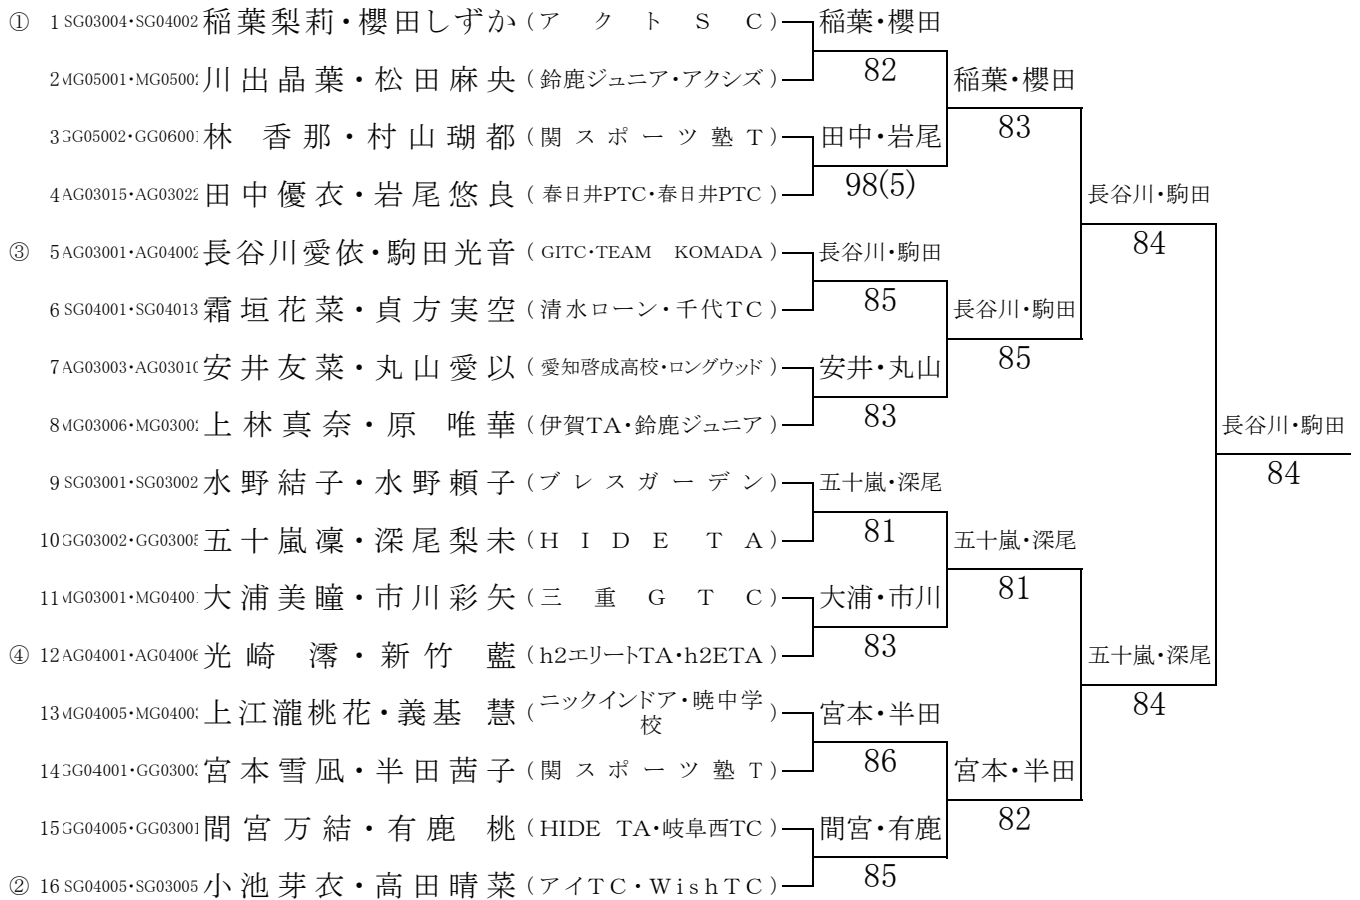 ① 1 SG03004・SG04002 稲葉梨莉・櫻田しずか (アクトSC) 稲葉・櫻田
82
2 MG05001・MG0500 川出晶葉・松田麻央 (鈴鹿ジュニア・アクシズ)
稲葉・櫻田
83
3 GG05002・GG0600 林 香那・村山瑚都 (関スポーツ塾T) 田中・岩尾
98(5)
4 AG03015・AG03022 田中優衣・岩尾悠良 (春日井PTC・春日井PTC)
長谷川・駒田
84
③ 5 AG03001・AG04002 長谷川愛依・駒田光音 (GITC・TEAM KOMADA) 長谷川・駒田
85
6 SG04001・SG04013 霜垣花菜・貞方実空 (清水ローン・千代TC)
長谷川・駒田
85
7 AG03003・AG0301 安井友菜・丸山愛以 (愛知啓成高校・ロングウッド) 安井・丸山
83
8 MG03006・MG0300 上林真奈・原 唯華 (伊賀TA・鈴鹿ジュニア)
長谷川・駒田
84
9 SG03001・SG03002 水野結子・水野頼子 (ブレスガーデン) 五十嵐・深尾
81
10 GG03002・GG0300 五十嵐凜・深尾梨未 (HIDE TA)
五十嵐・深尾
81
11 MG03001・MG0400 大浦美瞳・市川彩矢 (三重GTC) 大浦・市川
83
④ 12 AG04001・AG0400 光崎 澪・新竹 藍 (h2エリートTA・h2ETA)
五十嵐・深尾
84
13 MG04005・MG0400 上江瀧桃花・義基 慧 (ニックインドア・暁中学
校) 宮本・半田
86
14 GG04001・GG0300 宮本雪凪・半田茜子 (関スポーツ塾T)
宮本・半田
82
15 GG04005・GG03001 間宮万結・有鹿 桃 (HIDE TA・岐阜西TC) 間宮・有鹿
85
② 16 SG04005・SG03005 小池芽衣・高田晴菜 (アイTC・WishTC)